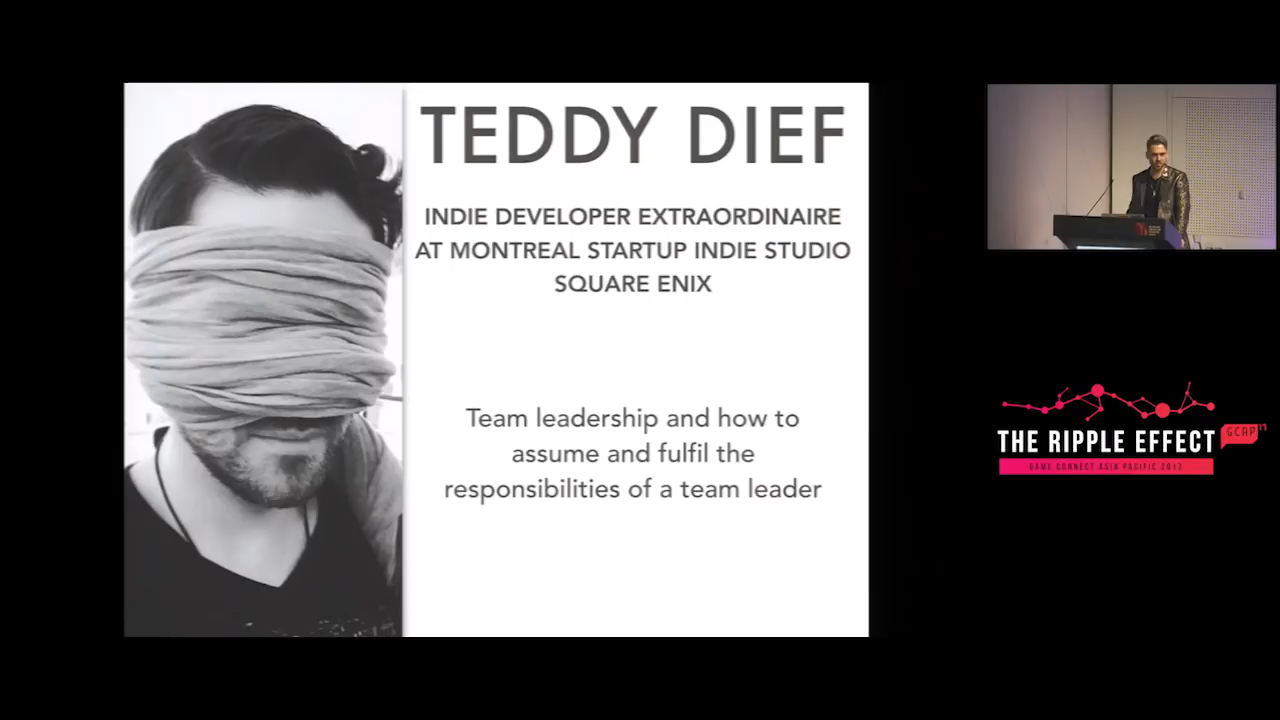 TEDDY DIEF
INDIE DEVELOPER EXTRAORDINAIRE
AT MONTREAL STARTUP INDIE STUDIO
SQUARE ENIX
Team leadership and how to
assume and fulfil the
responsibilities of a team leader
THE RIPPLE EFFECT
GCAP'17
GAME CONNECT ASIA PACIFIC 2017